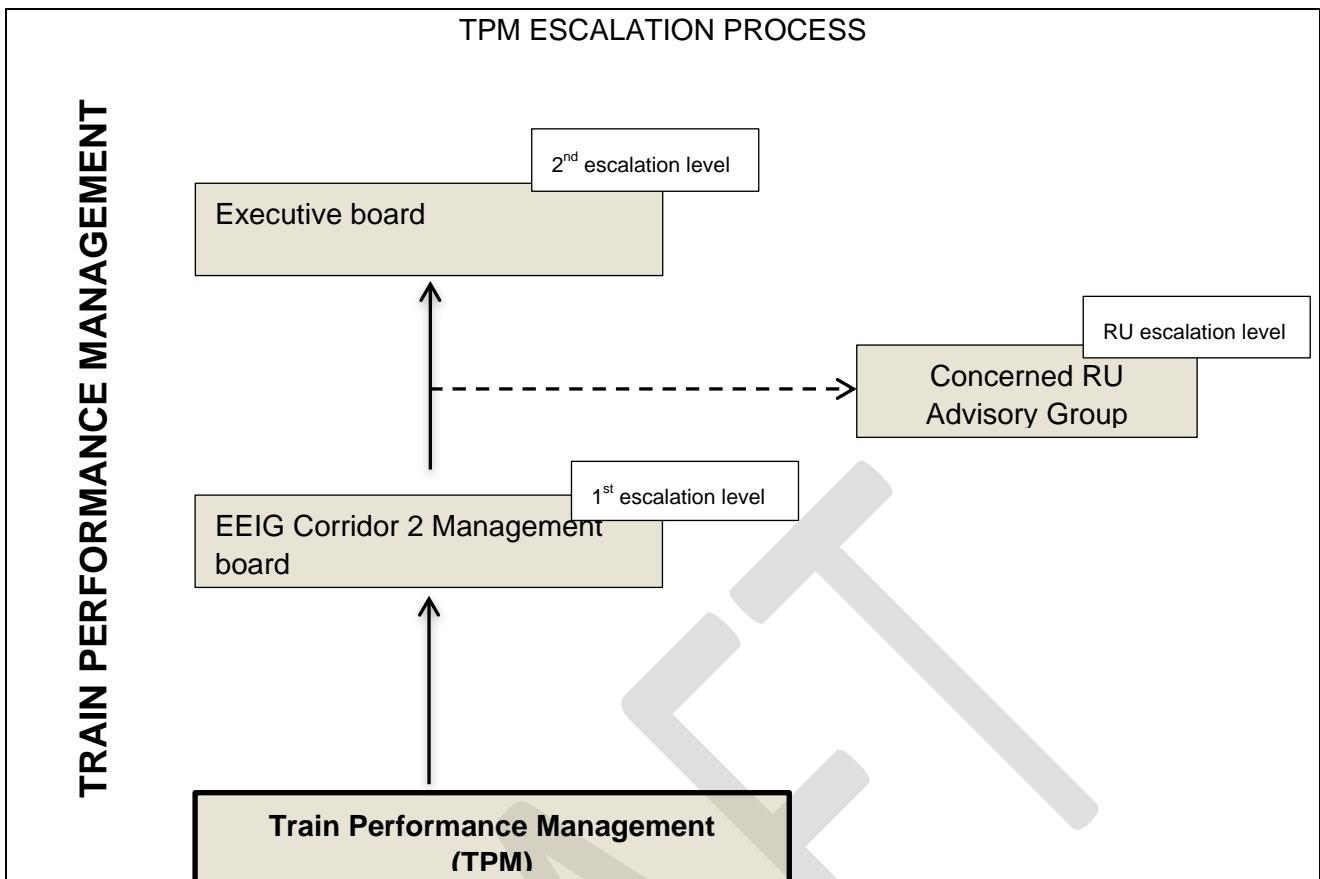 TPM ESCALATION PROCESS
TRAIN PERFORMANCE MANAGEMENT
2nd escalation level
Executive board
RU escalation level
Concerned RU
Advisory Group
1st escalation level
EEIG Corridor 2 Management
board
Train Performance Management
(TPM)